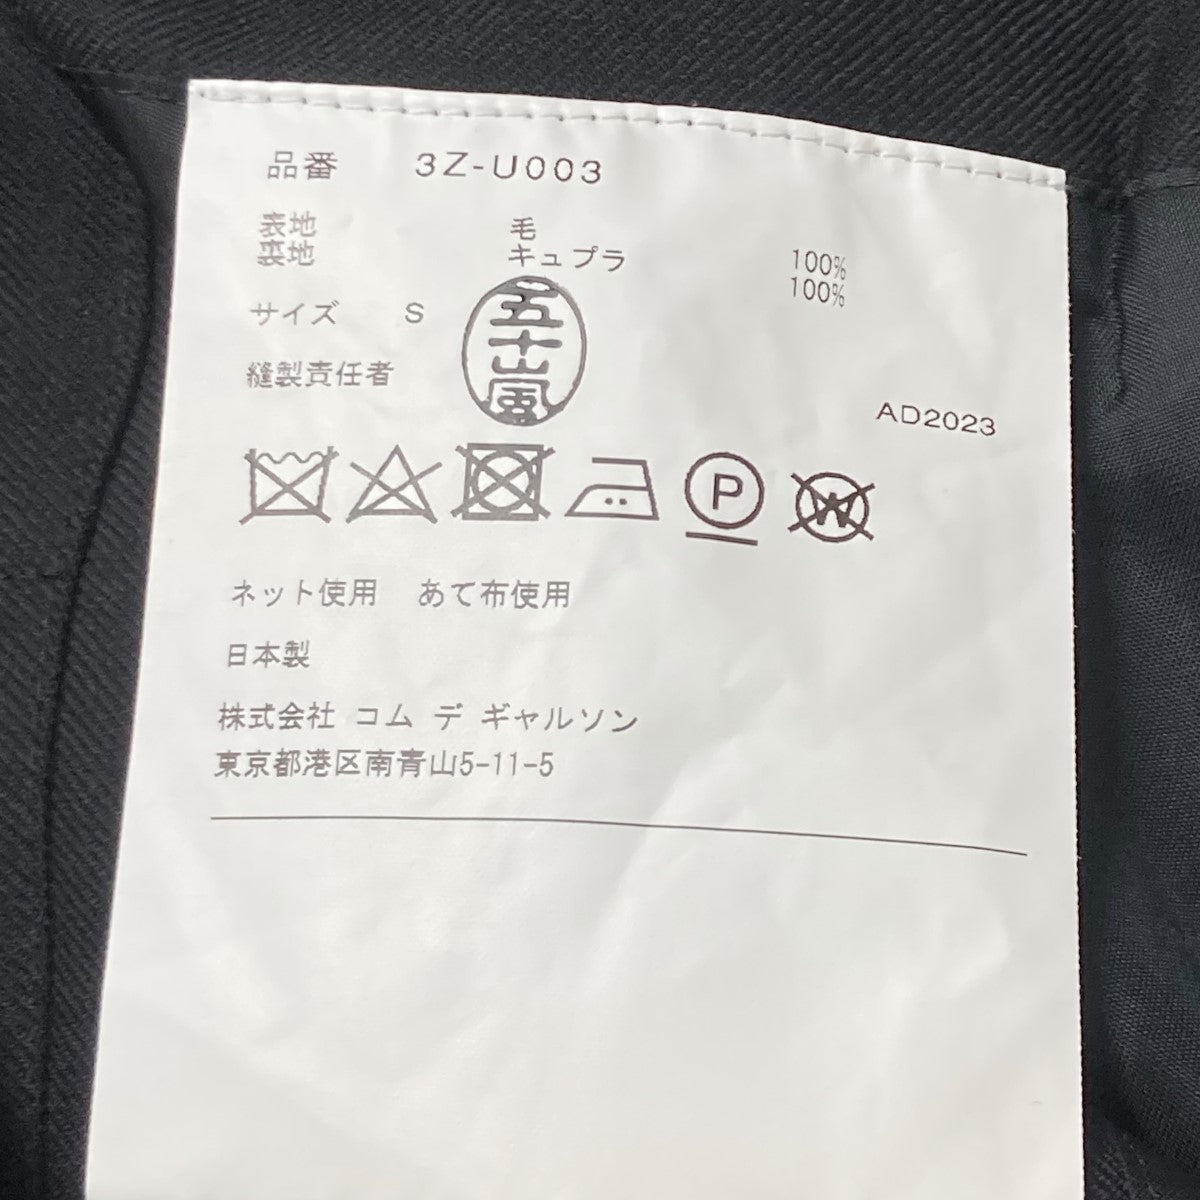 品番 3Z-U003
表地 毛 100%
裏地 キュプラ 100%
サイズ S
五十嵐
縫製責任者
AD2023
P W
ネット使用 あて布使用
日本製
株式会社 コム デ ギャルソン
東京都港区南青山5-11-5